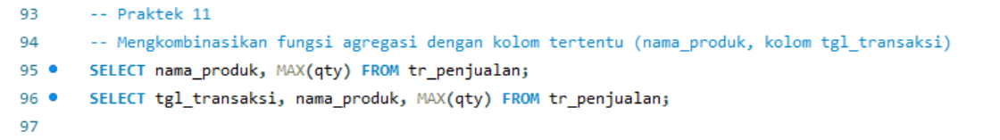 93 -- Praktek 11
94 -- Mengkombinasikan fungsi agregasi dengan kolom tertentu (nama_produk, kolom tgl_transaksi)
95 SELECT nama_produk, MAX(qty) FROM tr_penjualan;
96 SELECT tgl_transaksi, nama_produk, MAX(qty) FROM tr_penjualan;
97